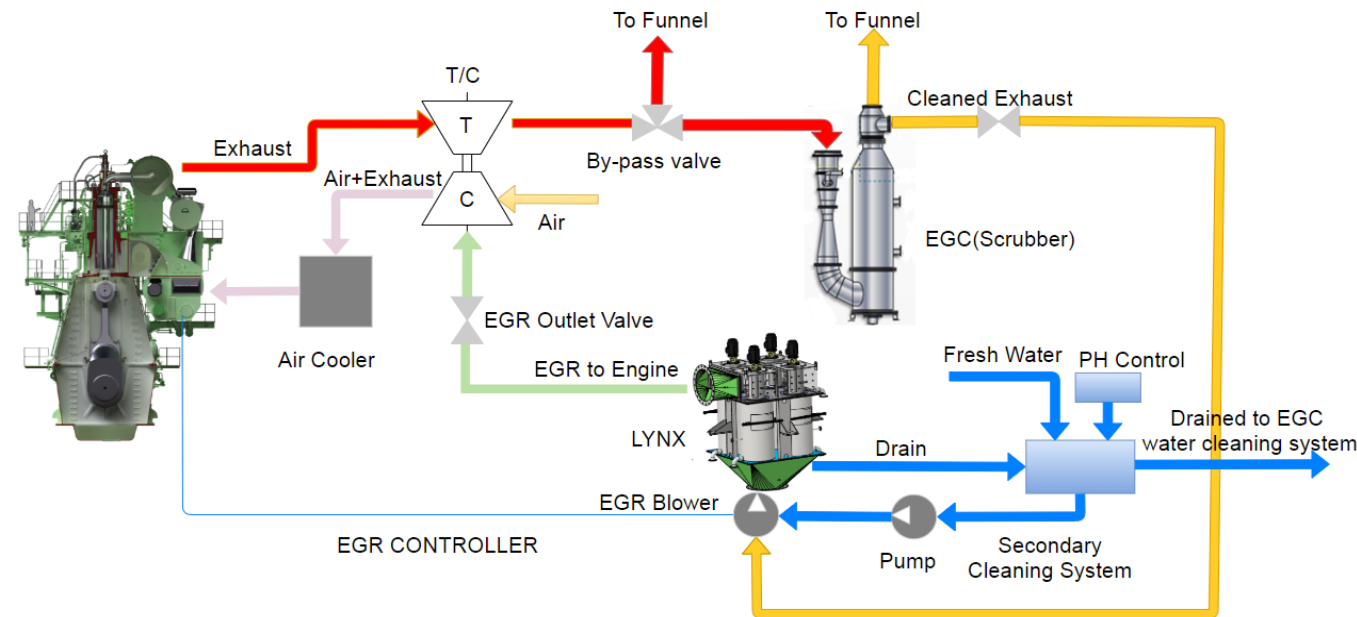 To Funnel
To Funnel
T/C
Cleaned Exhaust
T
Exhaust
By-pass valve
Air+Exhaust
C
Air
EGC(Scrubber)
EGR Outlet Valve
Air Cooler
EGR to Engine
Fresh Water
PH Control
LYNX
Drain
Drained to EGC
water cleaning system
EGR Blower
EGR CONTROLLER
Pump
Secondary
Cleaning System